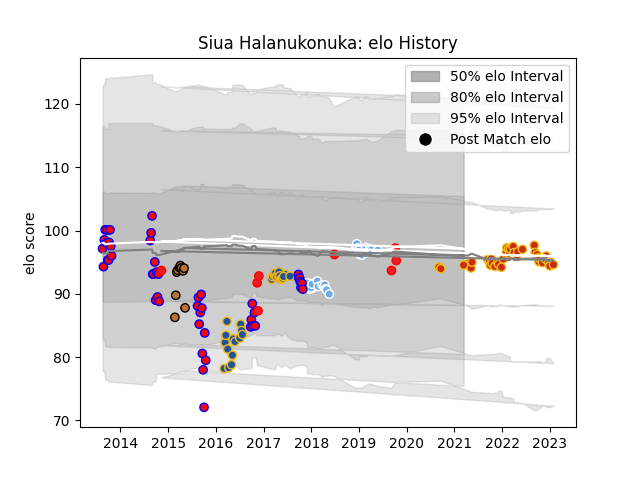 Siua Halanukonuka: elo History
50% elo Interval
80% elo Interval
95% elo Interval
Post Match elo
elo score
120
110
100
90
80
70
2014 2015 2016 2017 2018 2019 2020 2021 2022 2023